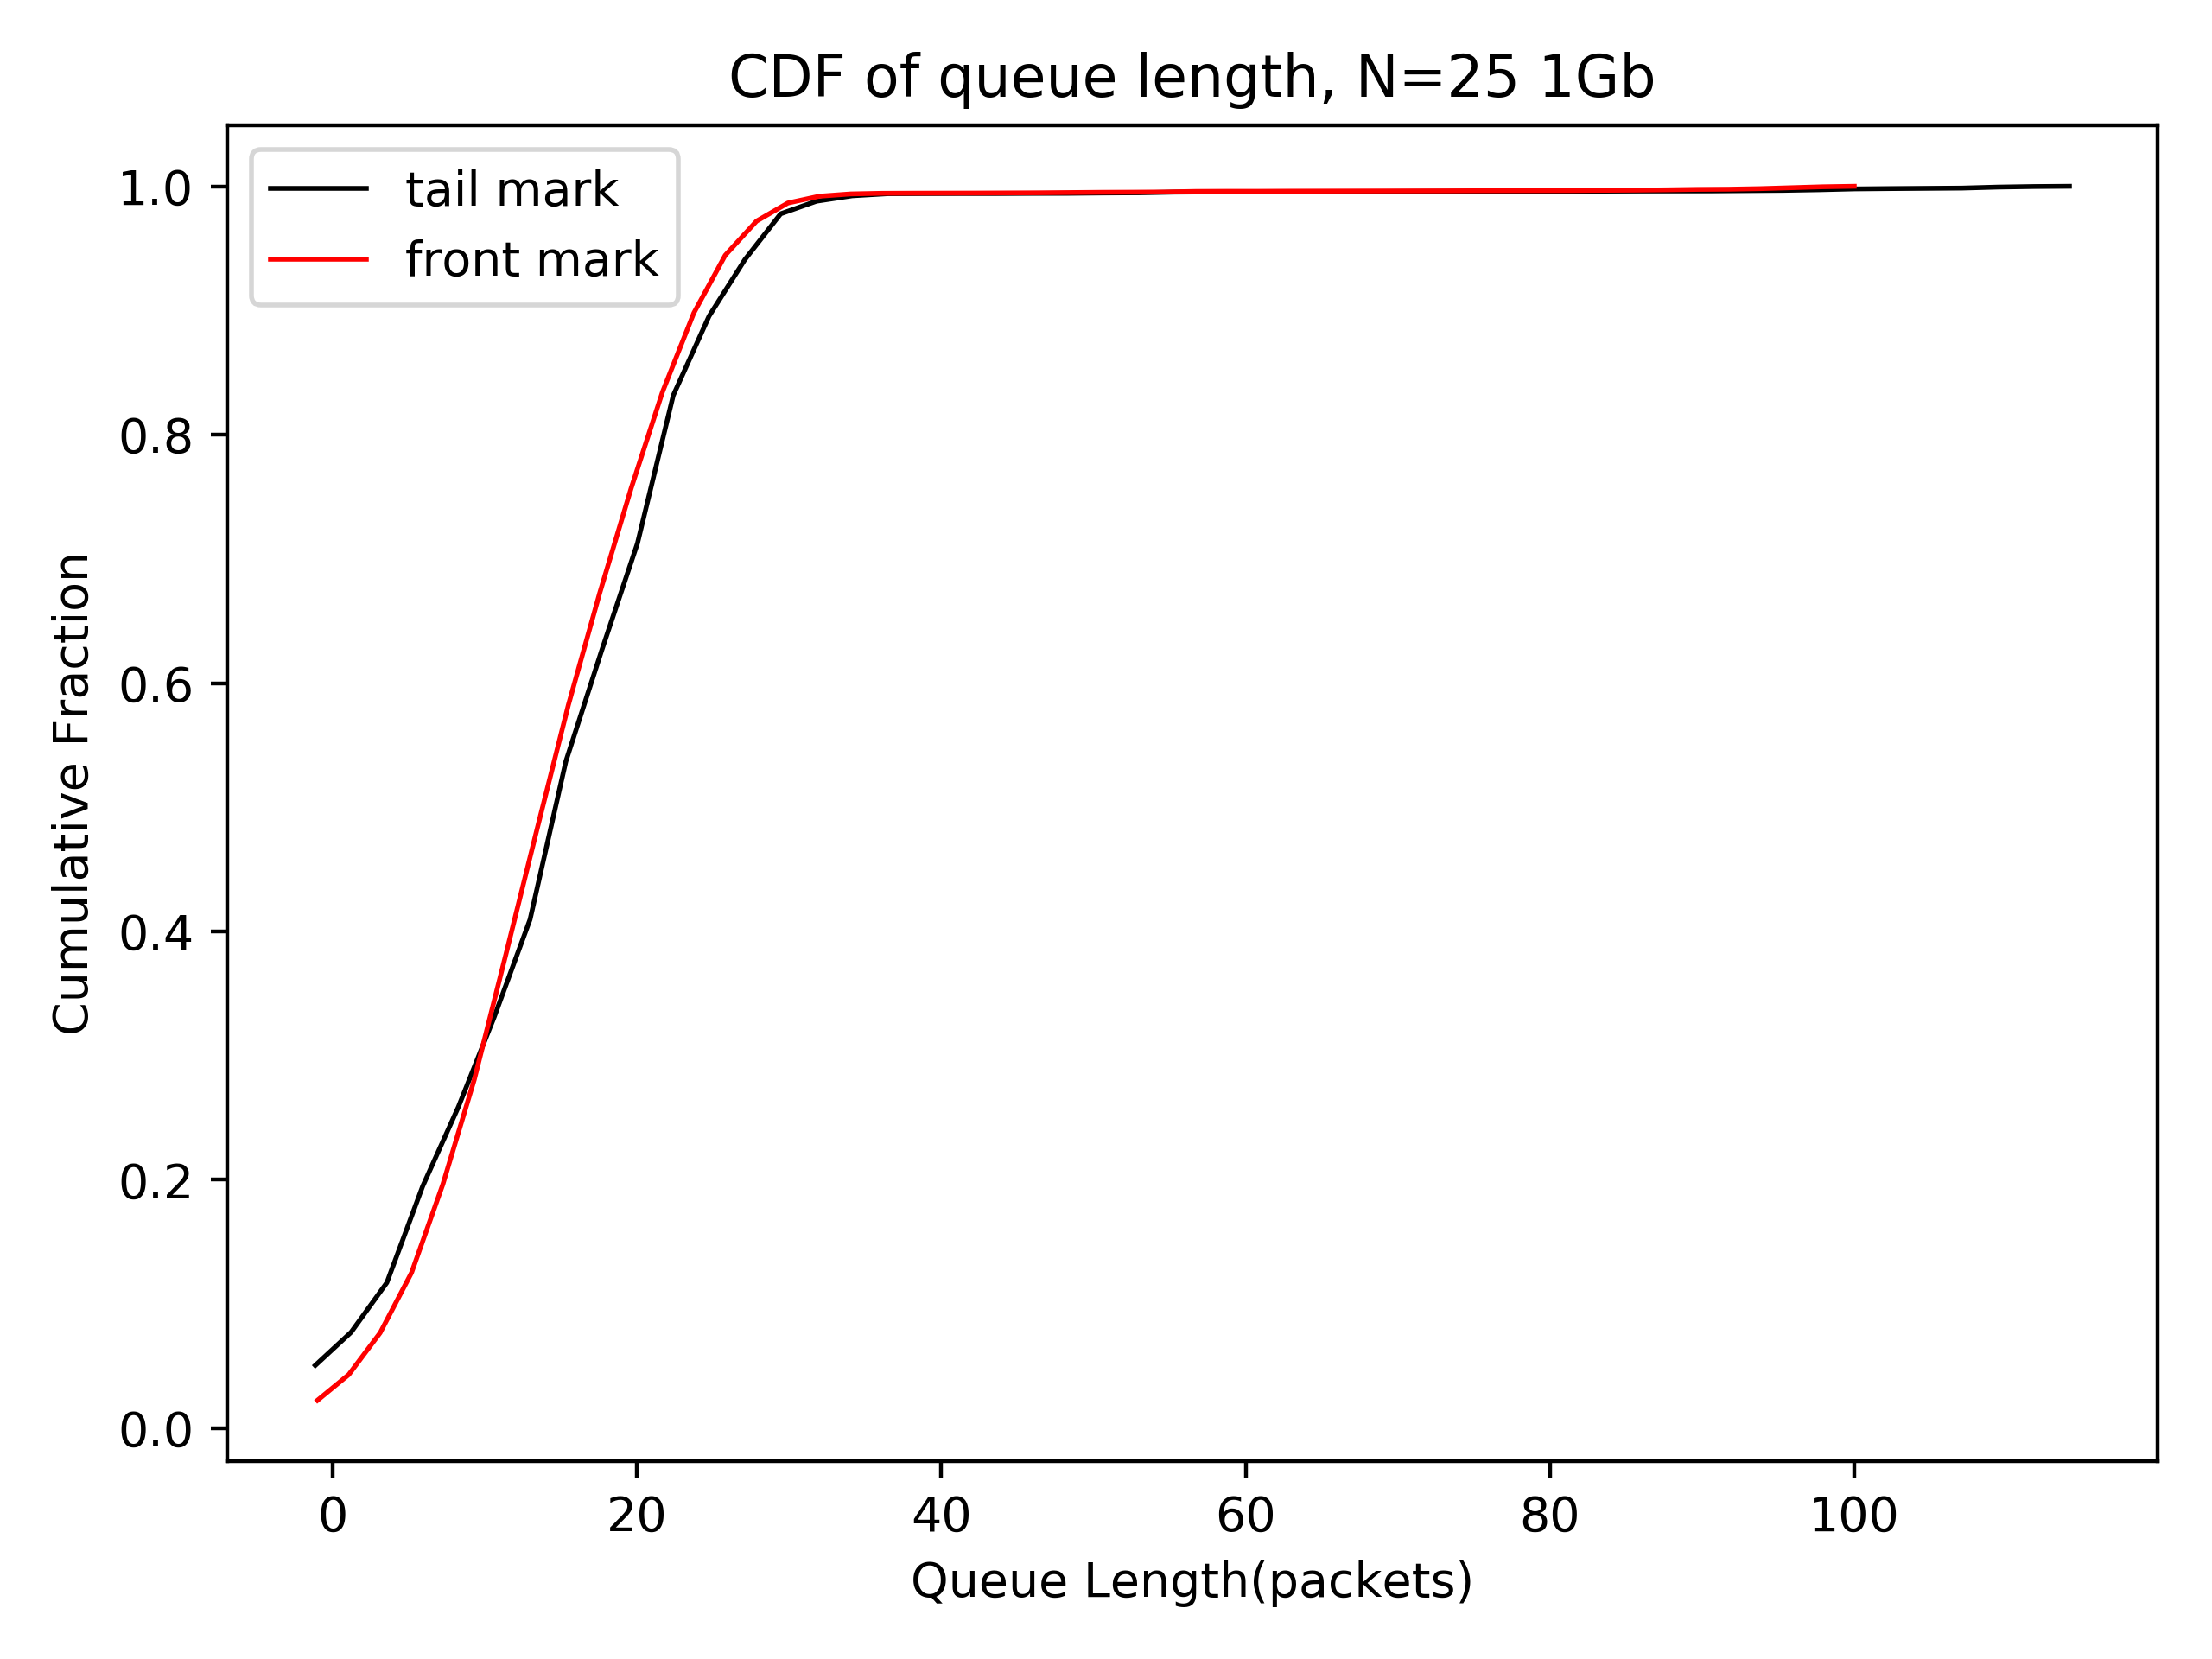 CDF of queue length, N=25 1Gb
tail mark
front mark
1.0
0.8
0.6
0.4
0.2
0.0
Cumulative Fraction
0 20 40 60 80 100
Queue Length(packets)